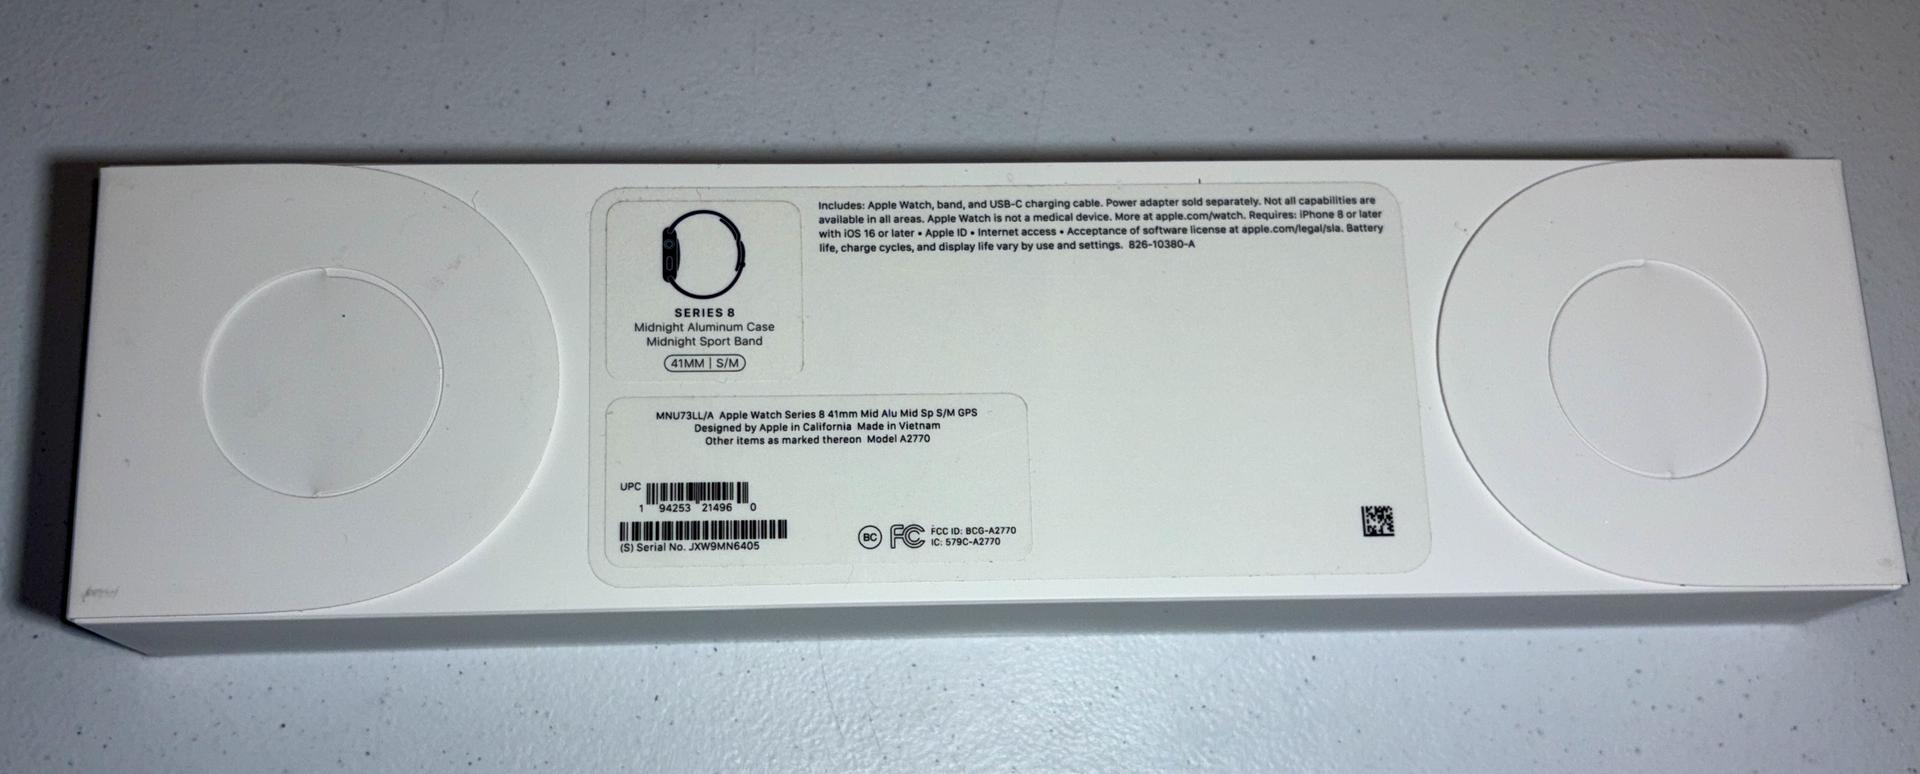 Includes: Apple Watch, band, and USB-C charging cable. Power adapter sold separately. Not all capabilities are
available in all areas. Apple Watch is not a medical device. More at apple.com/watch. Requires: iPhone 8 or later
with iOS 16 or later • Apple ID • Internet access • Acceptance of software license at apple.com/legal/sla. Battery
life, charge cycles, and display life vary by use and settings. 826-10380-A
SERIES 8
Midnight Aluminum Case
Midnight Sport Band
41MM | S/M
MNU73LL/A Apple Watch Series 8 41mm Mid Alu Mid Sp S/M GPS
Designed by Apple in California Made in Vietnam
Other items as marked thereon Model A2770
UPC
1 94253 21496 0
(S) Serial No. JXW9MN6405
BC FC FCC ID: BCG-A2770
IC: 579C-A2770